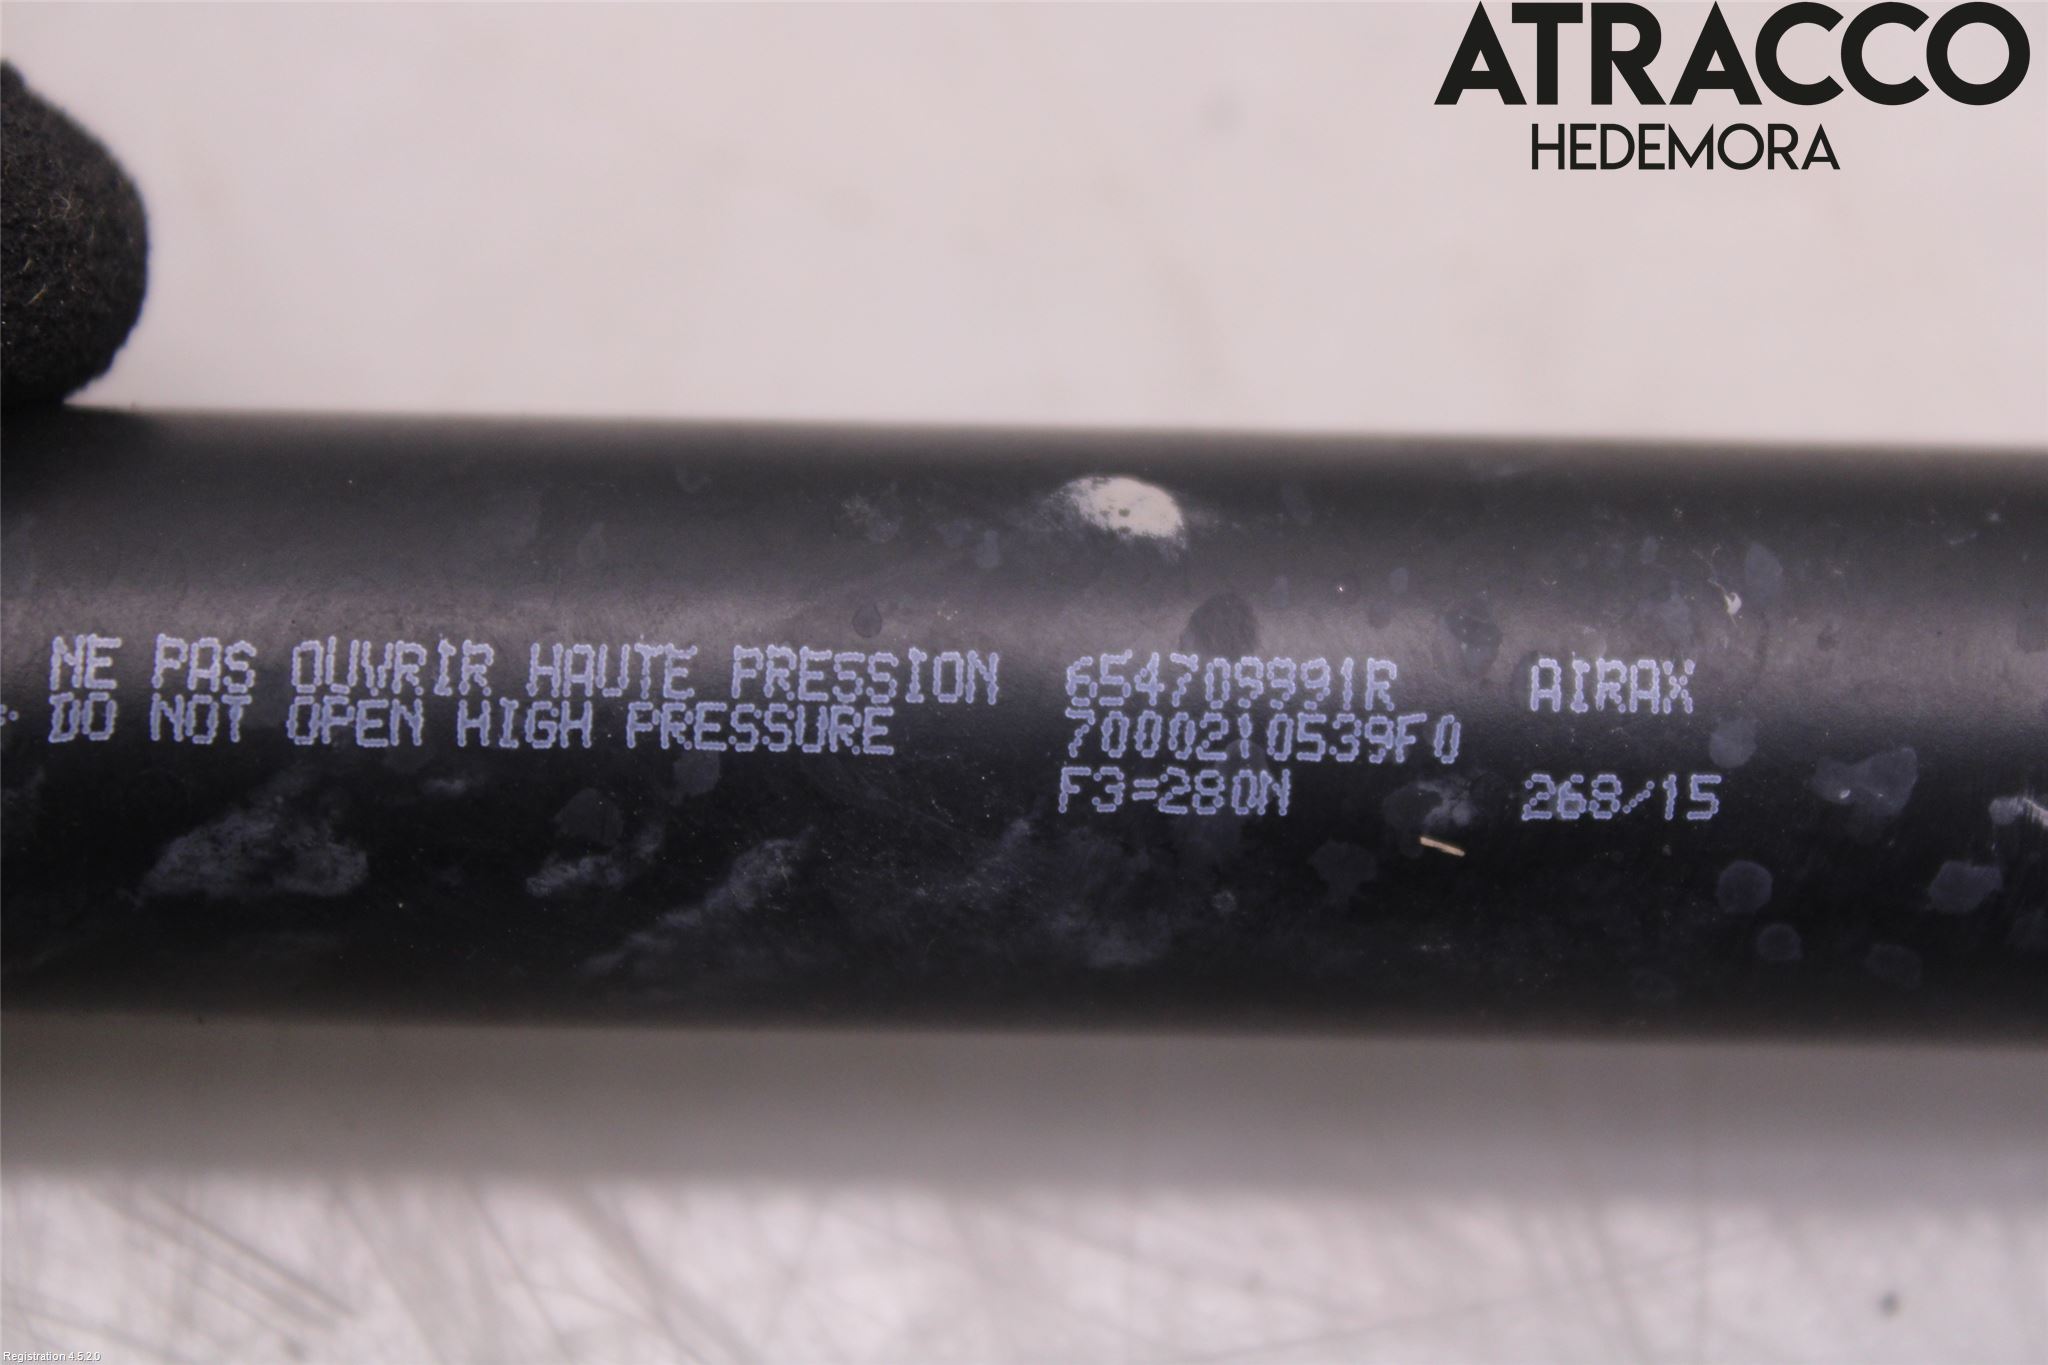 ATRACCO
HEDEMORA
NE PAS OUVRIR HAUTE PRESSION 654709991R AIRAX
DO NOT OPEN HIGH PRESSURE 7000210539F0
F3=280N 268/15
Registration 4.5.2.0